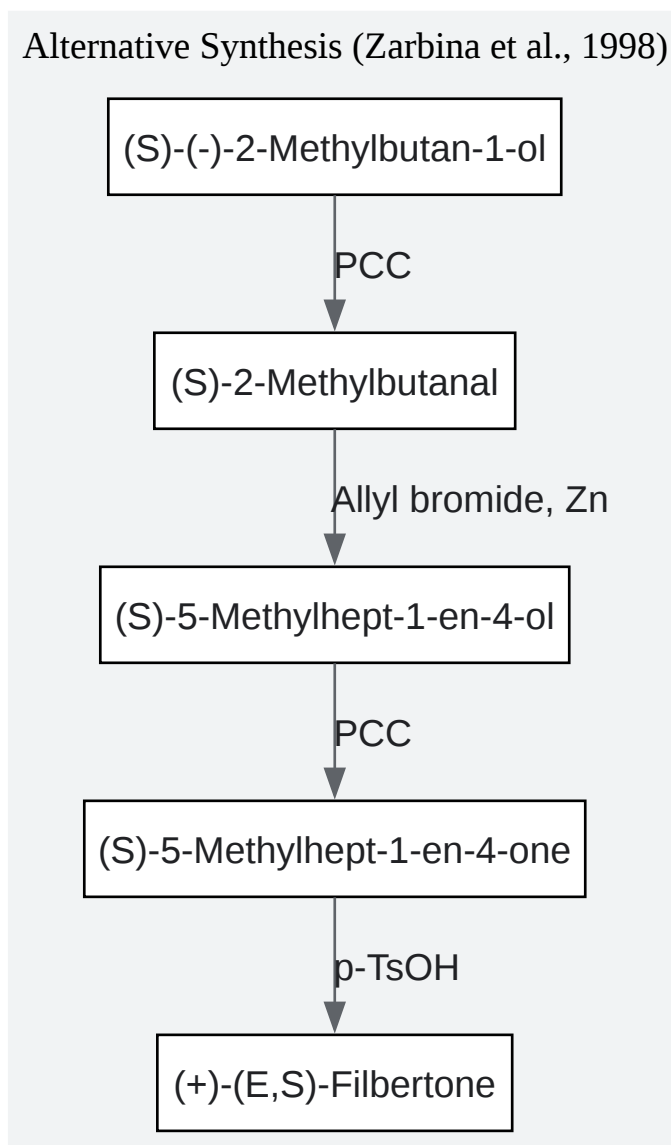 Alternative Synthesis (Zarbina et al., 1998)
(S)-(-)-2-Methylbutan-1-ol
PCC
(S)-2-Methylbutanal
Allyl bromide, Zn
(S)-5-Methylhept-1-en-4-ol
PCC
(S)-5-Methylhept-1-en-4-one
p-TsOH
(+)-(E,S)-Filbertone